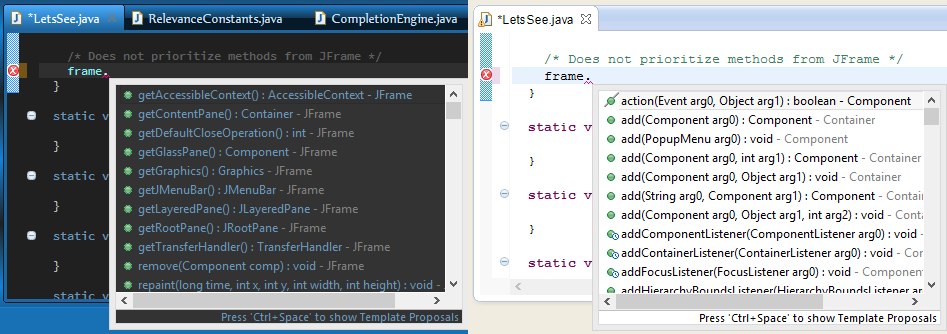 *LetsSee.java RelevanceConstants.java CompletionEngine.java
/* Does not prioritize methods from JFrame */
frame.
}
getAccessibleContext() : AccessibleContext - JFrame
getContentPane() : Container - JFrame
getDefaultCloseOperation() : int - JFrame
getGlassPane() : Component - JFrame
getGraphics() : Graphics - JFrame
getJMenuBar() : JMenuBar - JFrame
getLayeredPane() : JLayeredPane - JFrame
getRootPane() : JRootPane - JFrame
getTransferHandler() : TransferHandler - JFrame
remove(Component comp) : void - JFrame
repaint(long time, int x, int y, int width, int height) : void -
static v
}
static v
}
static v
}
static v
Press 'Ctrl+Space' to show Template Proposals
*LetsSee.java
/* Does not prioritize methods from JFrame */
frame.
}
action(Event arg0, Object arg1) : boolean - Component
add(Component arg0) : Component - Container
add(PopupMenu arg0) : void - Component
add(Component arg0, int arg1) : Component - Container
add(Component arg0, Object arg1) : void - Container
add(String arg0, Component arg1) : Component - Container
add(Component arg0, Object arg1, int arg2) : void - Conta
addComponentListener(ComponentListener arg0) : void
addContainerListener(ContainerListener arg0) : void - Co
addFocusListener(FocusListener arg0) : void - Componen
addHierarchyBoundsListener(HierarchyBoundsListener ar
static v
}
static v
}
static v
Press 'Ctrl+Space' to show Template Proposals